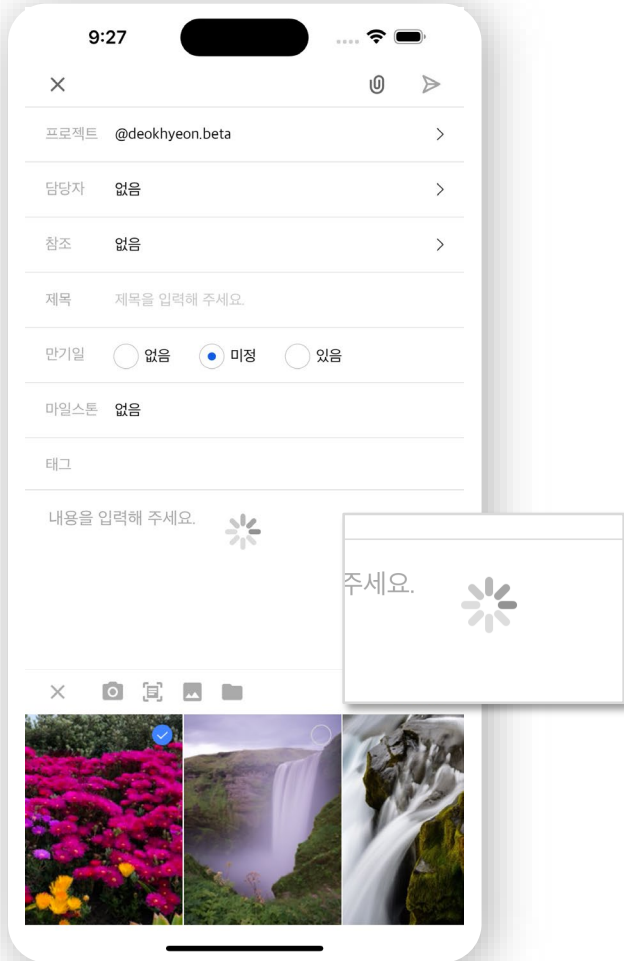 9:27
프로젝트 @deokhyeon.beta
담당자 없음
참조 없음
제목 제목을 입력해 주세요.
만기일 없음 미정 있음
마일스톤 없음
태그
내용을 입력해 주세요.
주세요.